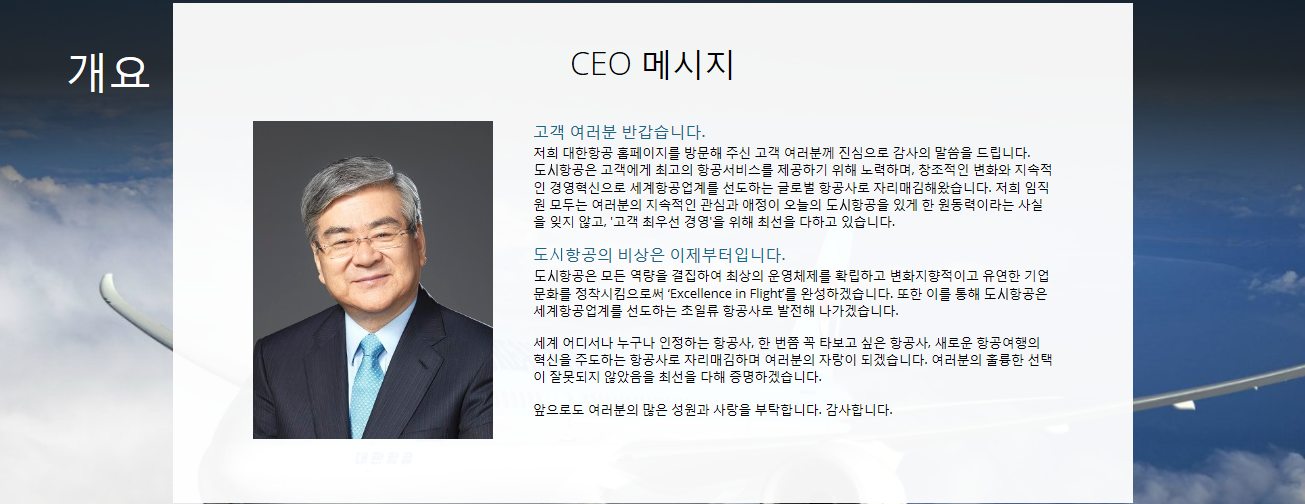 개요
CEO 메시지
고객 여러분 반갑습니다.
저희 대한항공 홈페이지를 방문해 주신 고객 여러분께 진심으로 감사의 말씀을 드립니다.
도시항공은 고객에게 최고의 항공서비스를 제공하기 위해 노력하며, 창조적인 변화와 지속적
인 경영혁신으로 세계항공업계를 선도하는 글로벌 항공사로 자리매김해왔습니다. 저희 임직
원 모두는 여러분의 지속적인 관심과 애정이 오늘의 도시항공을 있게 한 원동력이라는 사실
을 잊지 않고, '고객 최우선 경영'을 위해 최선을 다하고 있습니다.
도시항공의 비상은 이제부터입니다.
도시항공은 모든 역량을 결집하여 최상의 운영체제를 확립하고 변화지향적이고 유연한 기업
문화를 정착시킴으로써 ‘Excellence in Flight’를 완성하겠습니다. 또한 이를 통해 도시항공은
세계항공업계를 선도하는 초일류 항공사로 발전해 나가겠습니다.
세계 어디서나 누구나 인정하는 항공사, 한 번쯤 꼭 타보고 싶은 항공사, 새로운 항공여행의
혁신을 주도하는 항공사로 자리매김하며 여러분의 자랑이 되겠습니다. 여러분의 훌륭한 선택
이 잘못되지 않았음을 최선을 다해 증명하겠습니다.
앞으로도 여러분의 많은 성원과 사랑을 부탁합니다. 감사합니다.